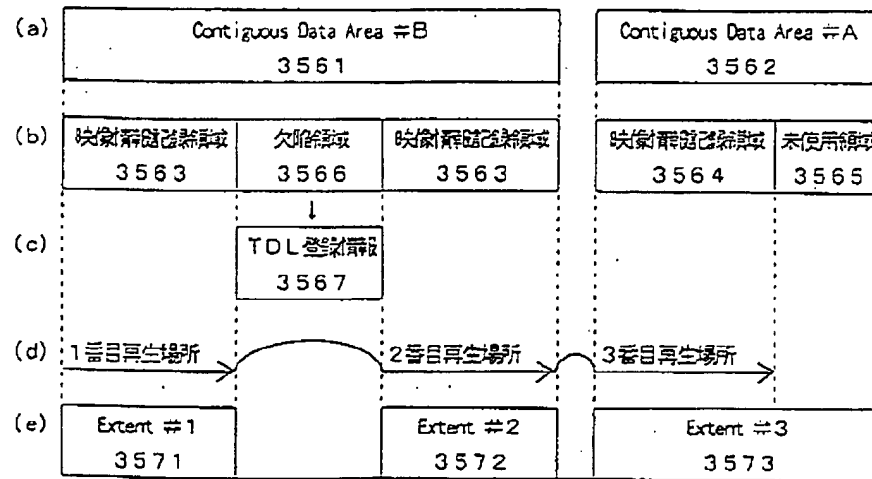 (a) Contiguous Data Area #B Contiguous Data Area #A
3561 3562
(b) 映像情報記録領域 欠陥領域 映像情報記録領域 映像情報記録領域 未使用領域
3563 3566 3563 3564 3565
(c) TDL登録情報
3567
(d) 1番目再生場所 2番目再生場所 3番目再生場所
(e) Extent #1 Extent #2 Extent #3
3571 3572 3573